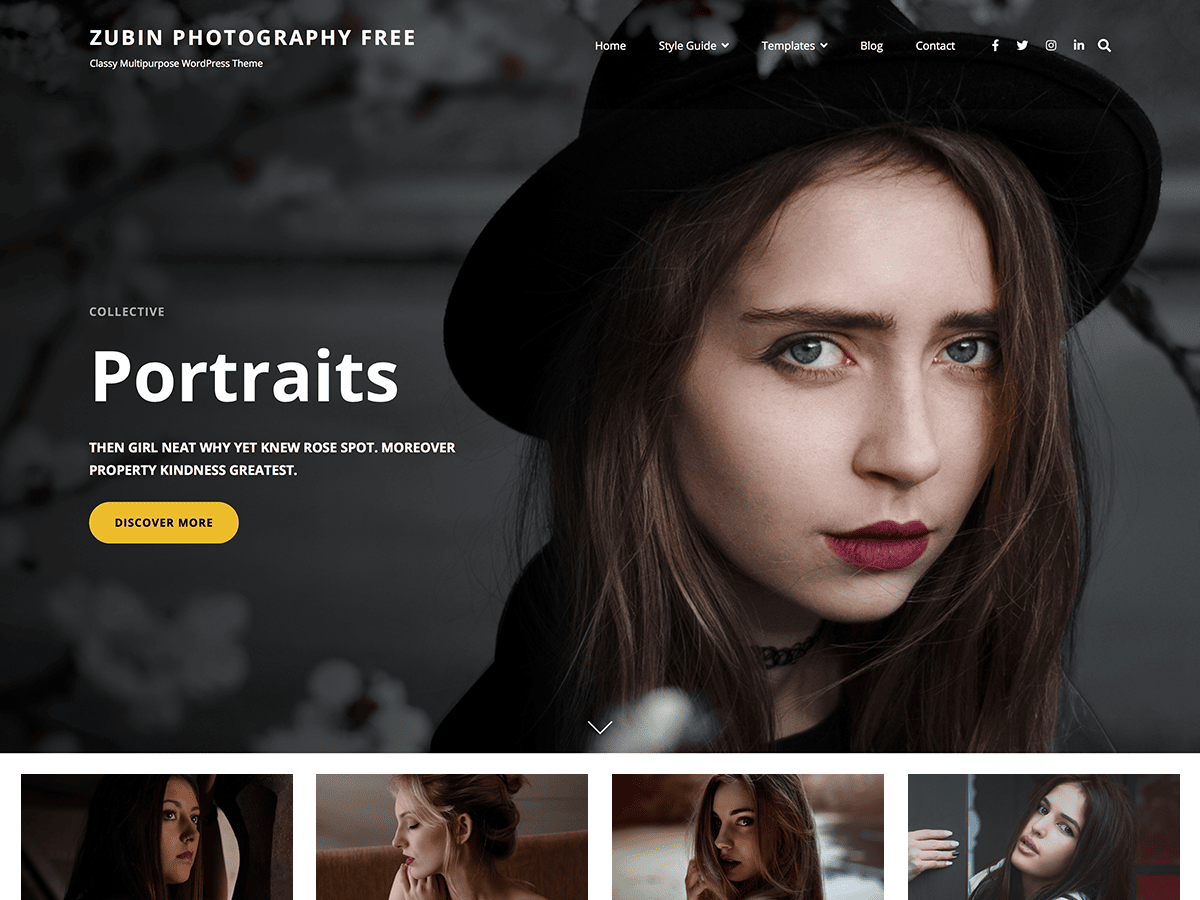 ZUBIN PHOTOGRAPHY FREE
Classy Multipurpose WordPress Theme
Home Style Guide Templates Blog Contact
COLLECTIVE
Portraits
THEN GIRL NEAT WHY YET KNEW ROSE SPOT. MOREOVER
PROPERTY KINDNESS GREATEST.
DISCOVER MORE